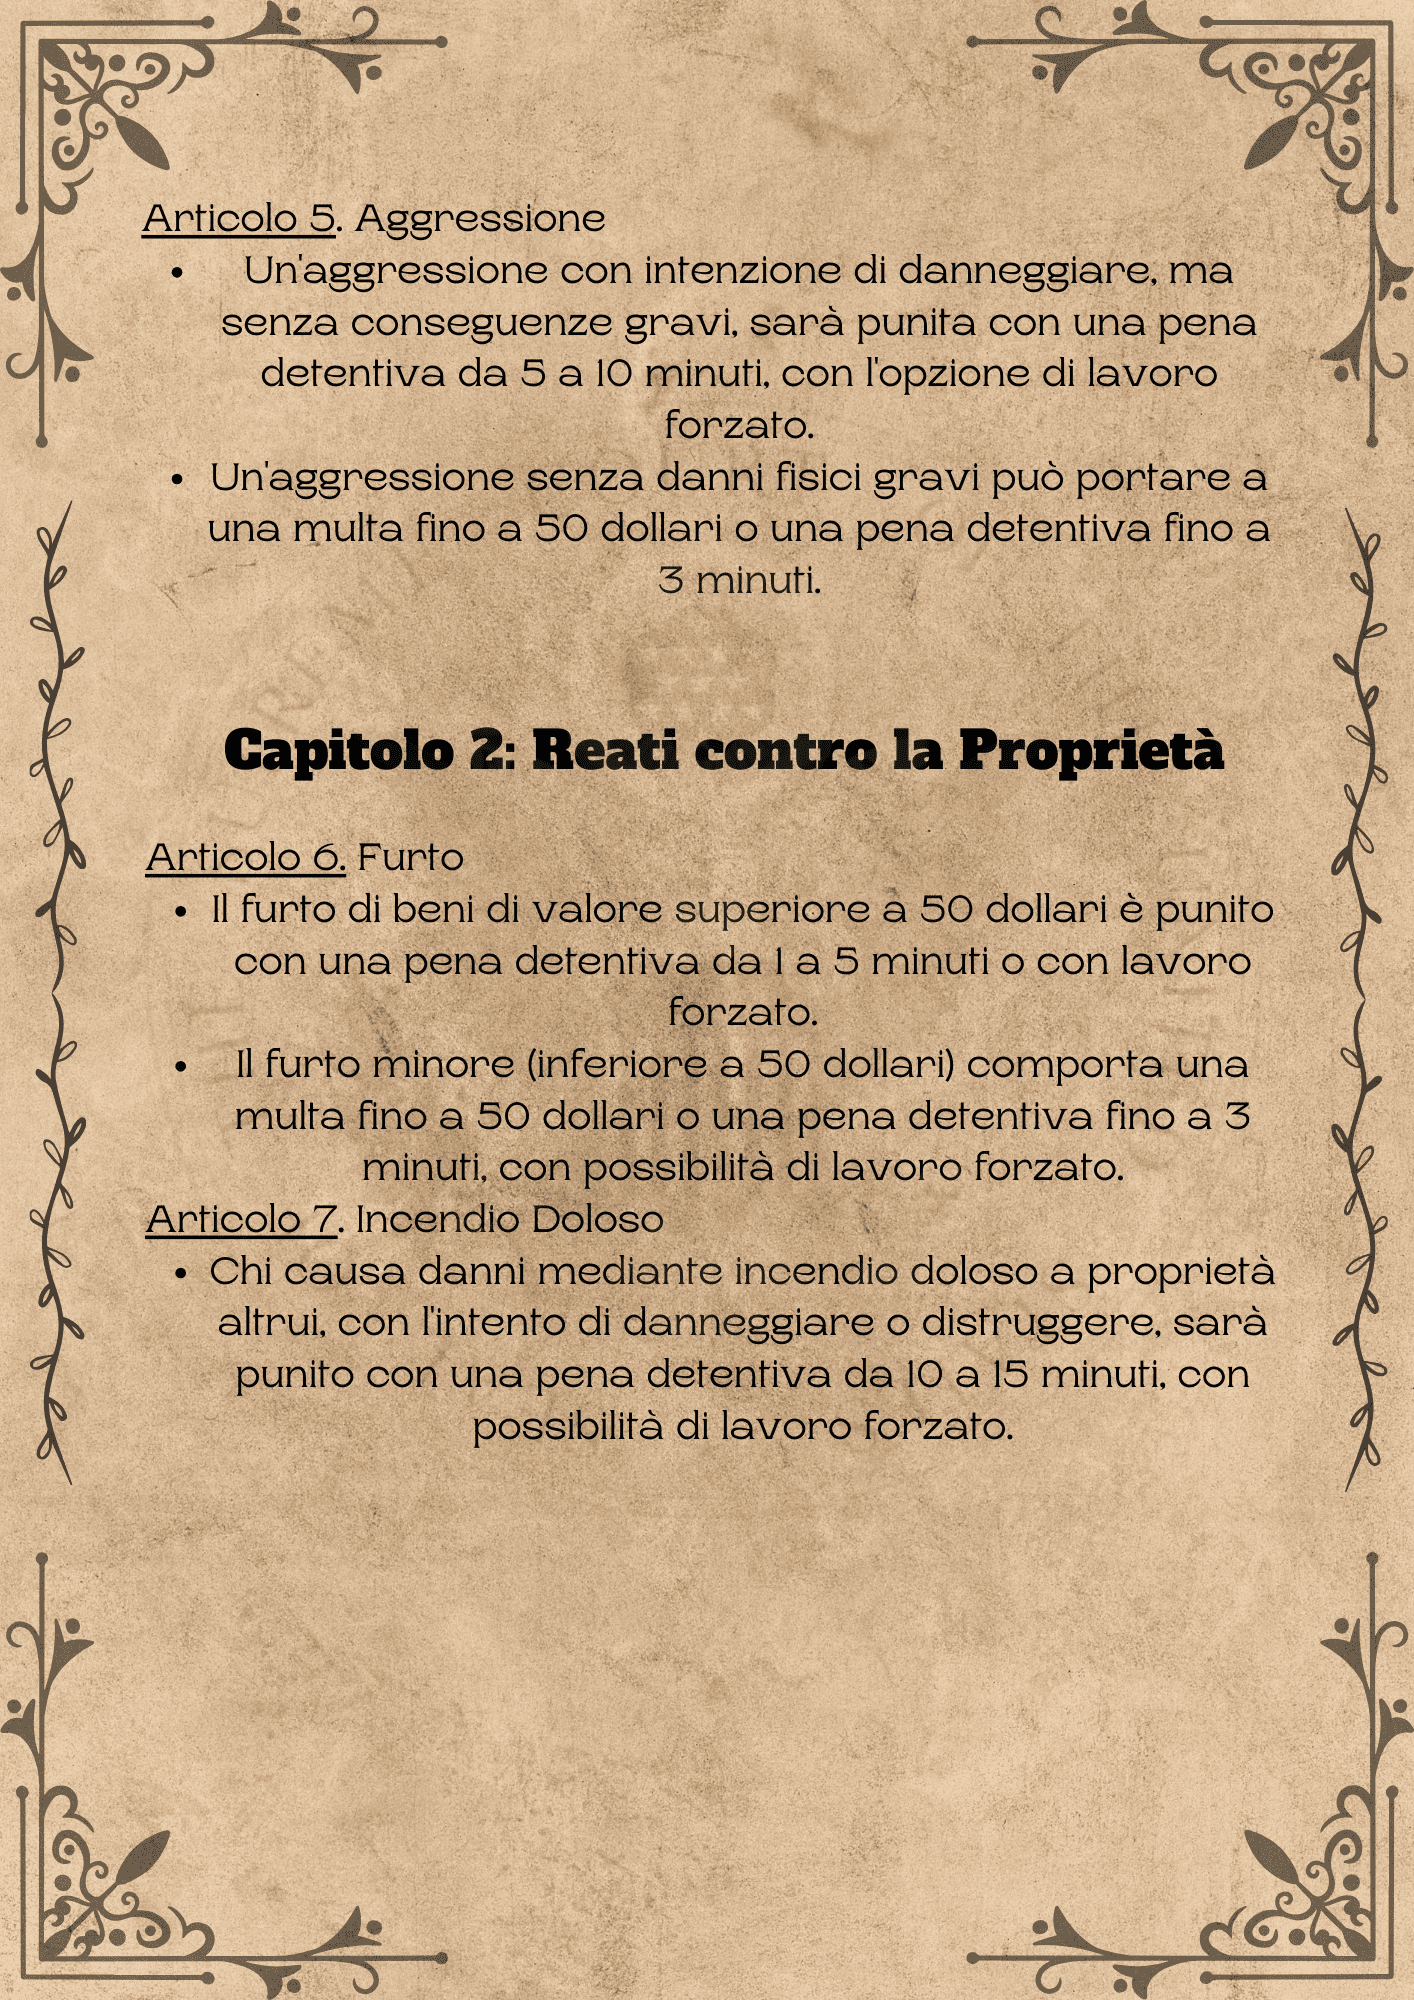 Articolo 5. Aggressione
• Un'aggressione con intenzione di danneggiare, ma
senza conseguenze gravi, sarà punita con una pena
detentiva da 5 a 10 minuti, con l'opzione di lavoro
forzato.
• Un'aggressione senza danni fisici gravi può portare a
una multa fino a 50 dollari o una pena detentiva fino a
3 minuti.
Capitolo 2: Reati contro la Proprietà
Articolo 6. Furto
• Il furto di beni di valore superiore a 50 dollari è punito
con una pena detentiva da 1 a 5 minuti o con lavoro
forzato.
• Il furto minore (inferiore a 50 dollari) comporta una
multa fino a 50 dollari o una pena detentiva fino a 3
minuti, con possibilità di lavoro forzato.
Articolo 7. Incendio Doloso
• Chi causa danni mediante incendio doloso a proprietà
altrui, con l'intento di danneggiare o distruggere, sarà
punito con una pena detentiva da 10 a 15 minuti, con
possibilità di lavoro forzato.